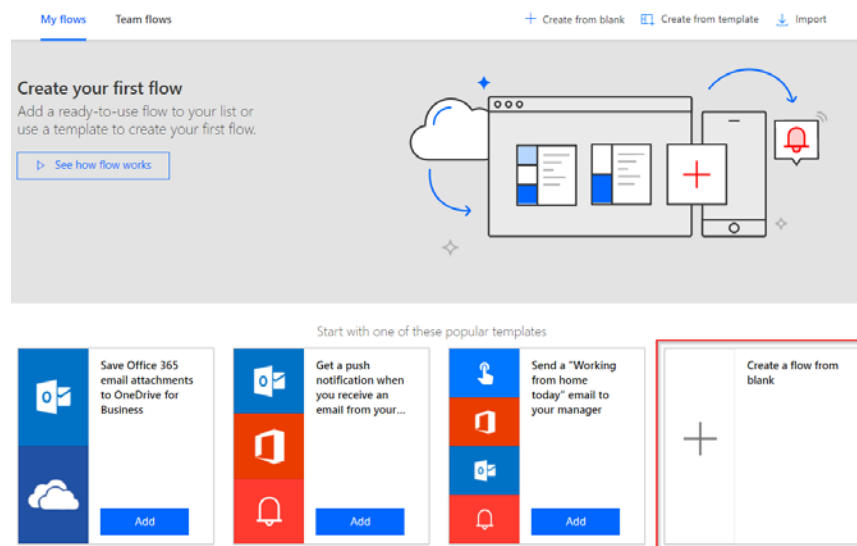 My flows Team flows Create from blank Create from template Import
Create your first flow
Add a ready-to-use flow to your list or
use a template to create your first flow.
See how flow works
Start with one of these popular templates
Save Office 365
email attachments
to OneDrive for
Business
Add
Get a push
notification when
you receive an
email from your...
Add
Send a "Working
from home
today" email to
your manager
Add
Create a flow from
blank